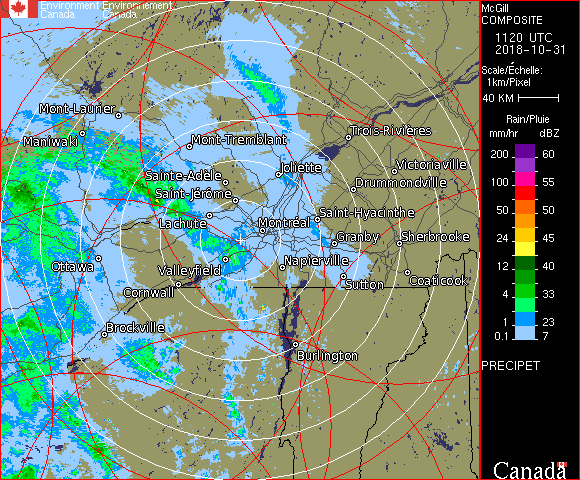 Environment Environnement
Canada Canada
McGill
COMPOSITE
1120 UTC
2018-10-31
Scale/Échelle:
1km/Pixel
40 KM
Rain/Pluie
mm/hr dBZ
200 60
150 57
100 55
50 50
24 45
12 40
4 33
1 23
0.1 7
PRECIPET
Canada
Mont-Laurier
Maniwaki
Mont-Tremblant
Trois-Rivières
Sainte-Adèle
Joliette
Victoriaville
Saint-Jérôme
Drummondville
Lachute
Montréal
Saint-Hyacinthe
Granby
Sherbrooke
Ottawa
Valleyfield
Napierville
Cornwall
Sutton
Coaticook
Brockville
Burlington